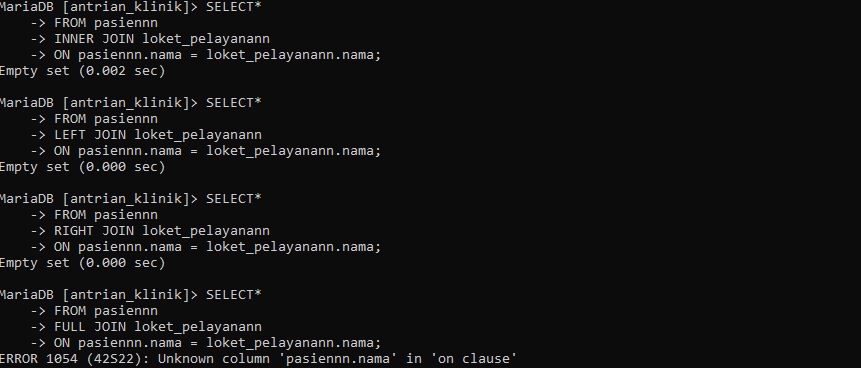 MariaDB [antrian_klinik]> SELECT*
-> FROM pasiennn
-> INNER JOIN loket_pelayanann
-> ON pasiennn.nama = loket_pelayanann.nama;
Empty set (0.002 sec)
MariaDB [antrian_klinik]> SELECT*
-> FROM pasiennn
-> LEFT JOIN loket_pelayanann
-> ON pasiennn.nama = loket_pelayanann.nama;
Empty set (0.000 sec)
MariaDB [antrian_klinik]> SELECT*
-> FROM pasiennn
-> RIGHT JOIN loket_pelayanann
-> ON pasiennn.nama = loket_pelayanann.nama;
Empty set (0.000 sec)
MariaDB [antrian_klinik]> SELECT*
-> FROM pasiennn
-> FULL JOIN loket_pelayanann
-> ON pasiennn.nama = loket_pelayanann.nama;
ERROR 1054 (42S22): Unknown column 'pasiennn.nama' in 'on clause'